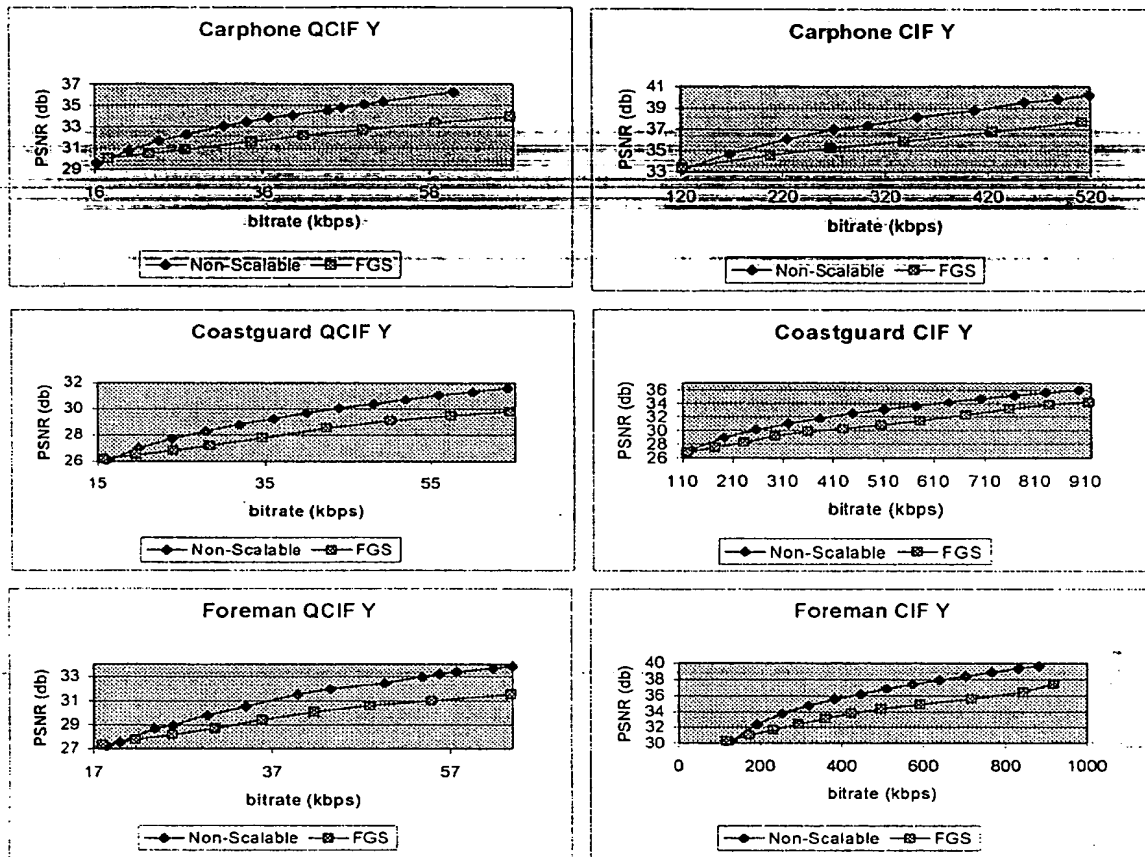 Carphone QCIF Y
PSNR (db)
37
35
33
31
29
16
36
56
bitrate (kbps)
Non-Scalable FGS
Carphone CIF Y
PSNR (db)
41
39
37
35
33
120 220 320 420 520
bitrate (kbps)
Non-Scalable FGS
Coastguard QCIF Y
PSNR (db)
32
30
28
26
15 35 55
bitrate (kbps)
Non-Scalable FGS
Coastguard CIF Y
PSNR (db)
36
34
32
30
28
26
110 210 310 410 510 610 710 810 910
bitrate (kbps)
Non-Scalable FGS
Foreman QCIF Y
PSNR (db)
33
31
29
27
17 37 57
bitrate (kbps)
Non-Scalable FGS
Foreman CIF Y
PSNR (db)
40
38
36
34
32
30
0 200 400 600 800 1000
bitrate (kbps)
Non-Scalable FGS